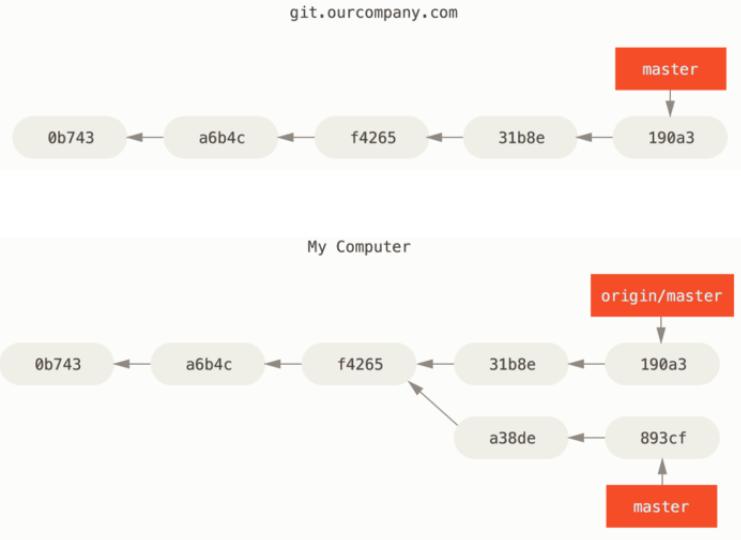 git.ourcompany.com
master
0b743 a6b4c f4265 31b8e 190a3
My Computer
origin/master
0b743 a6b4c f4265 31b8e 190a3
a38de 893cf
master